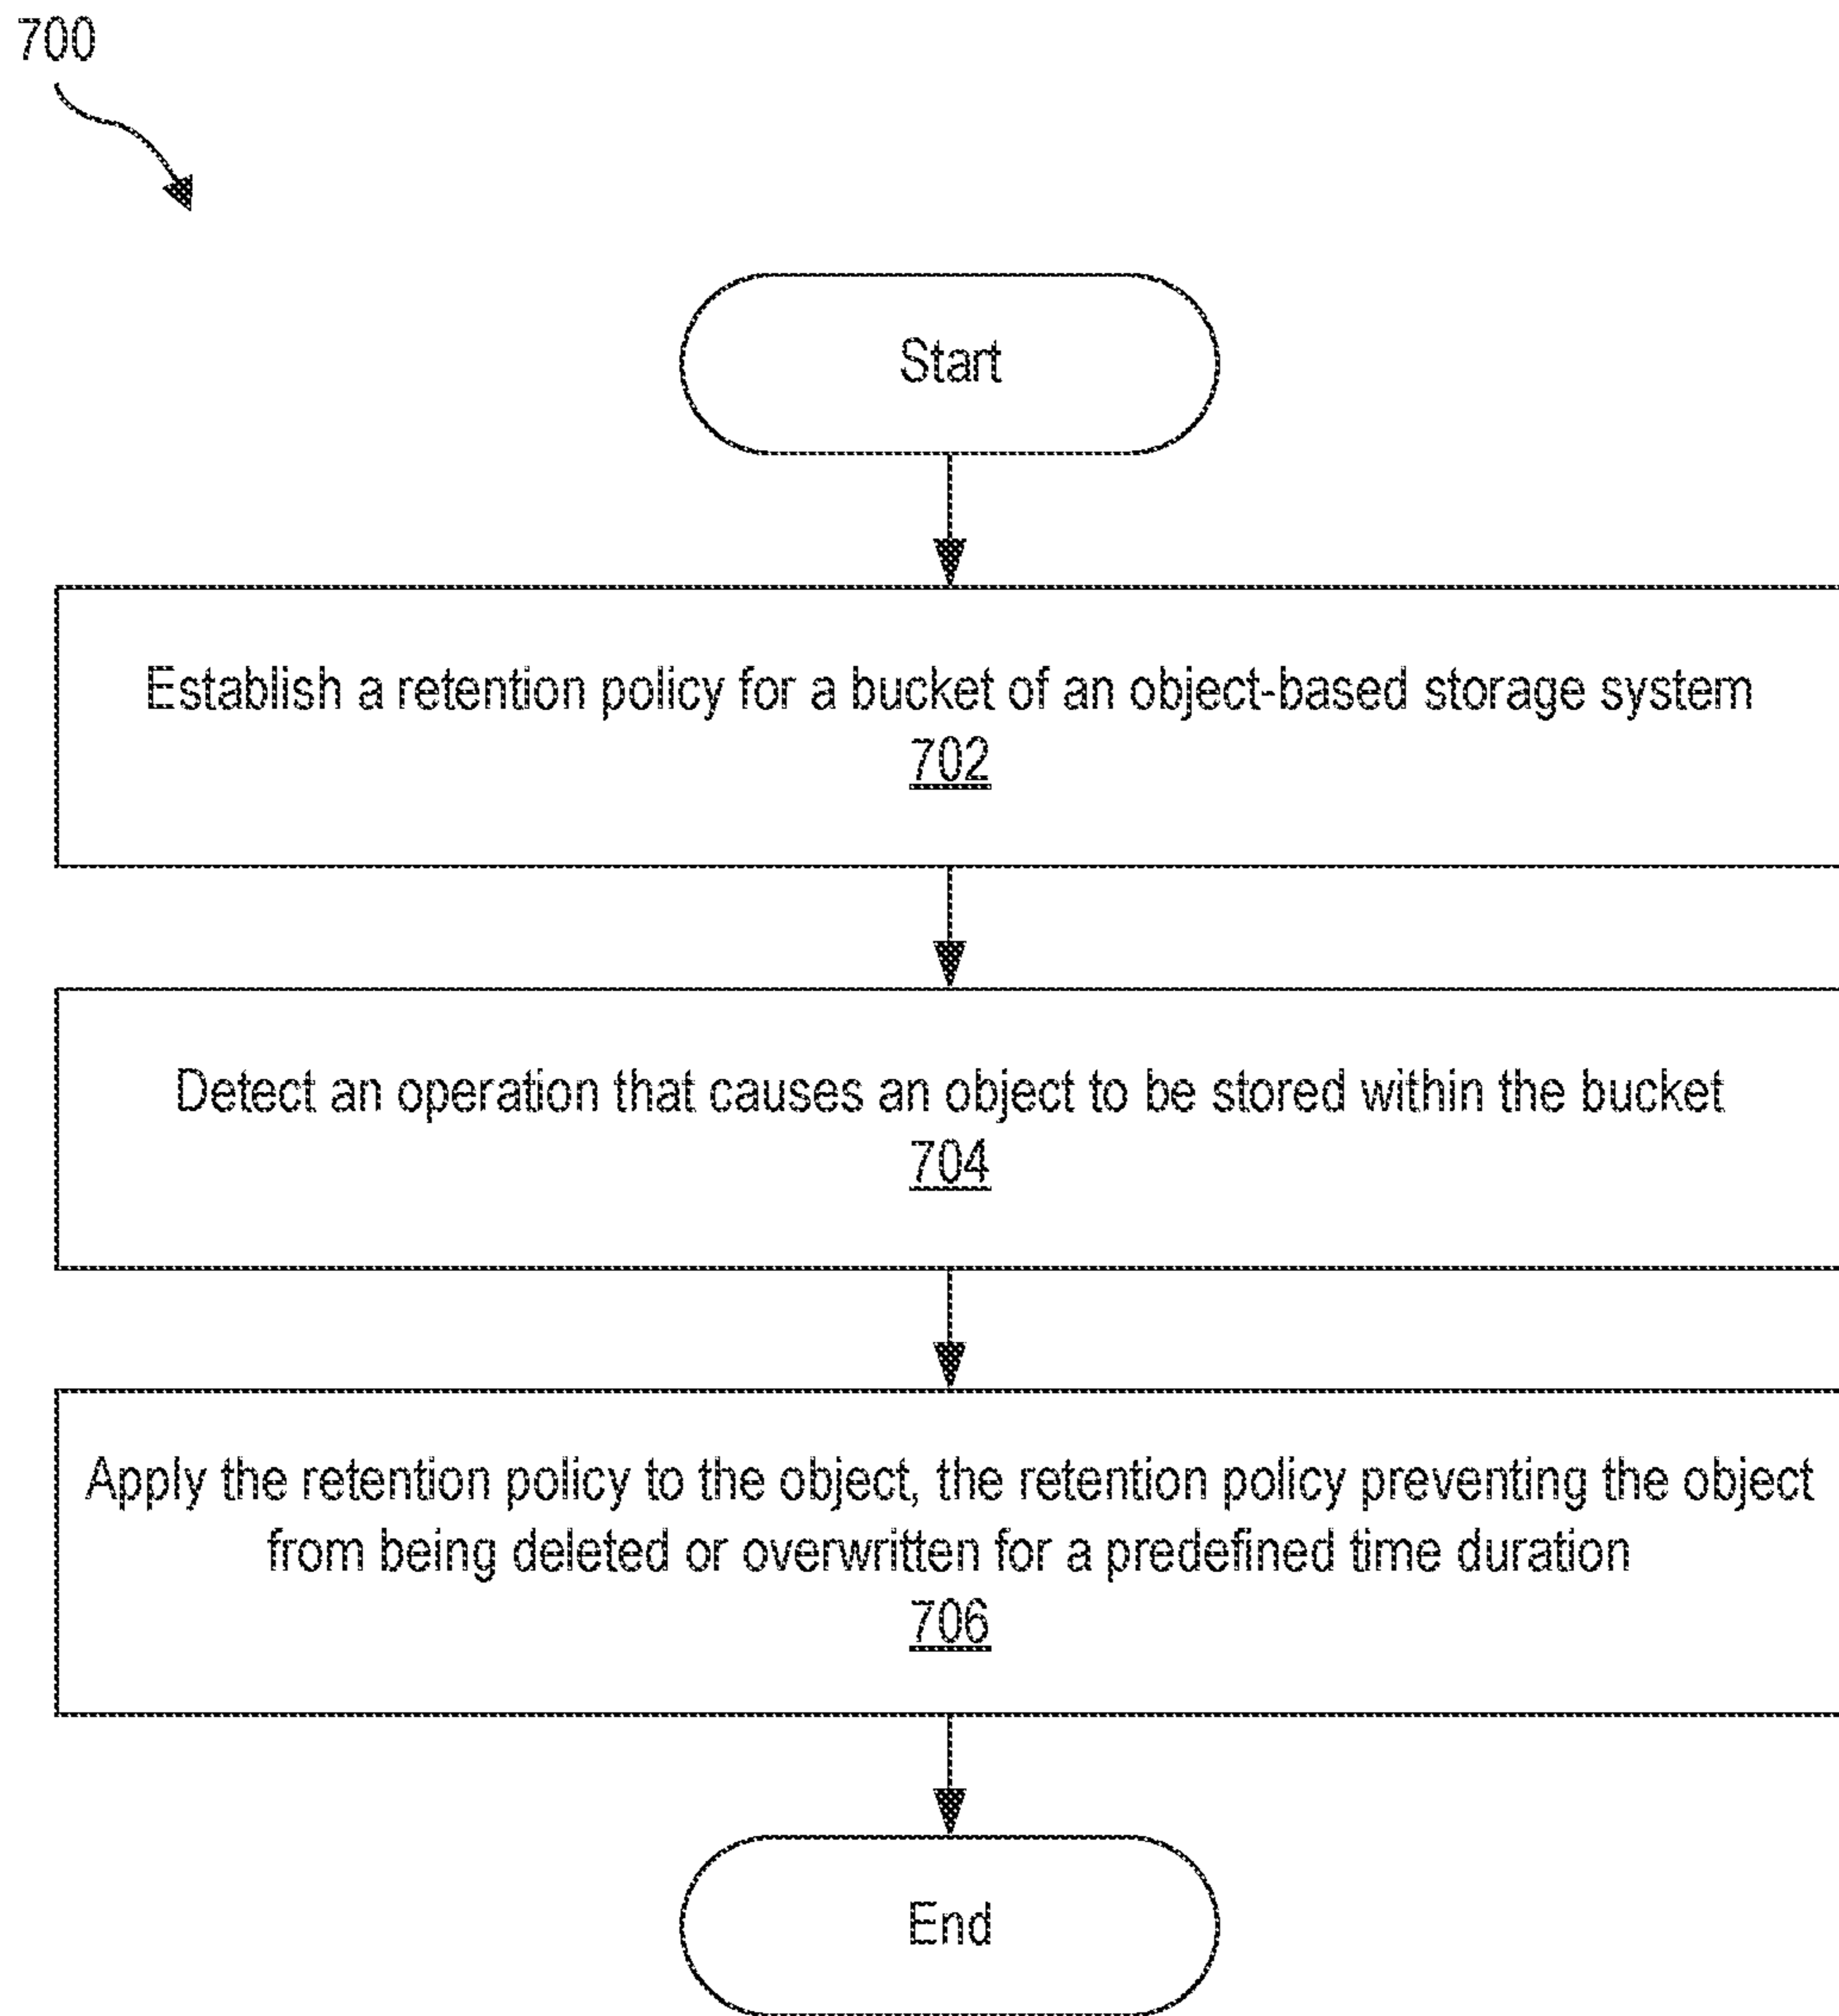 700
Start
Establish a retention policy for a bucket of an object-based storage system
702
Detect an operation that causes an object to be stored within the bucket
704
Apply the retention policy to the object, the retention policy preventing the object
from being deleted or overwritten for a predefined time duration
706
End